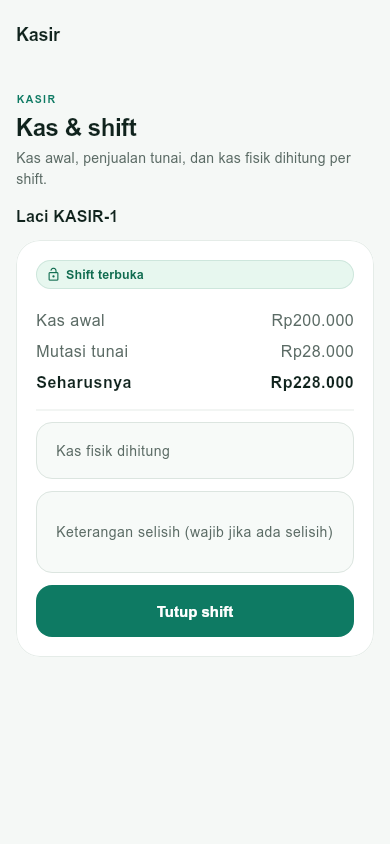 Kasir
KASIR
Kas & shift
Kas awal, penjualan tunai, dan kas fisik dihitung per
shift.
Laci KASIR-1
Shift terbuka
Kas awal Rp200.000
Mutasi tunai Rp28.000
Seharusnya Rp228.000
Kas fisik dihitung
Keterangan selisih (wajib jika ada selisih)
Tutup shift